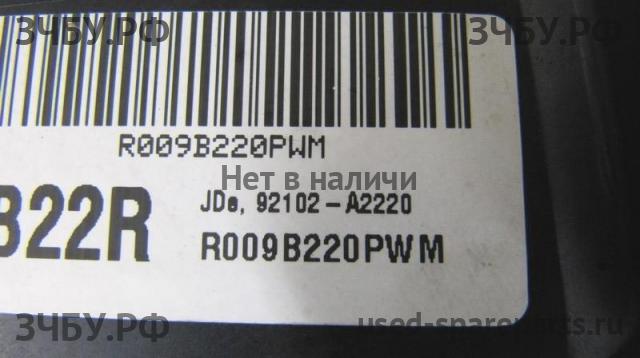 ЗЧБУ.РФ
ЗЧБУ.РФ
R009B220PWM
Нет в наличи
B22R
JDe, 92102-A2220
R009B220PWM
ЗЧБУ.РФ
used-spareparts.ru